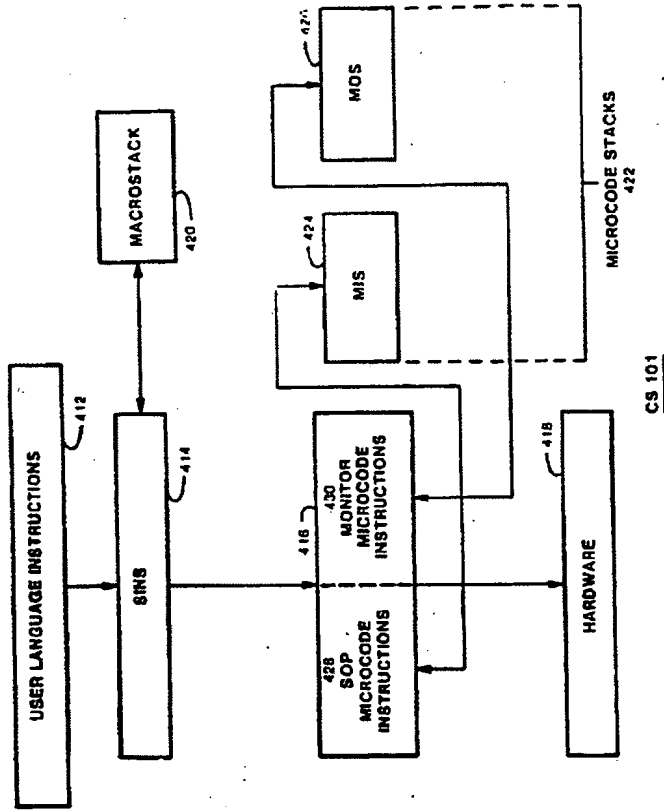 USER LANGUAGE INSTRUCTIONS
412
SINS
414
MACROSTACK
420
416
428
SOP
MICROCODE
INSTRUCTIONS
430
MONITOR
MICROCODE
INSTRUCTIONS
MIS
424
MOS
426
MICROCODE STACKS
422
HARDWARE
418
CS 101